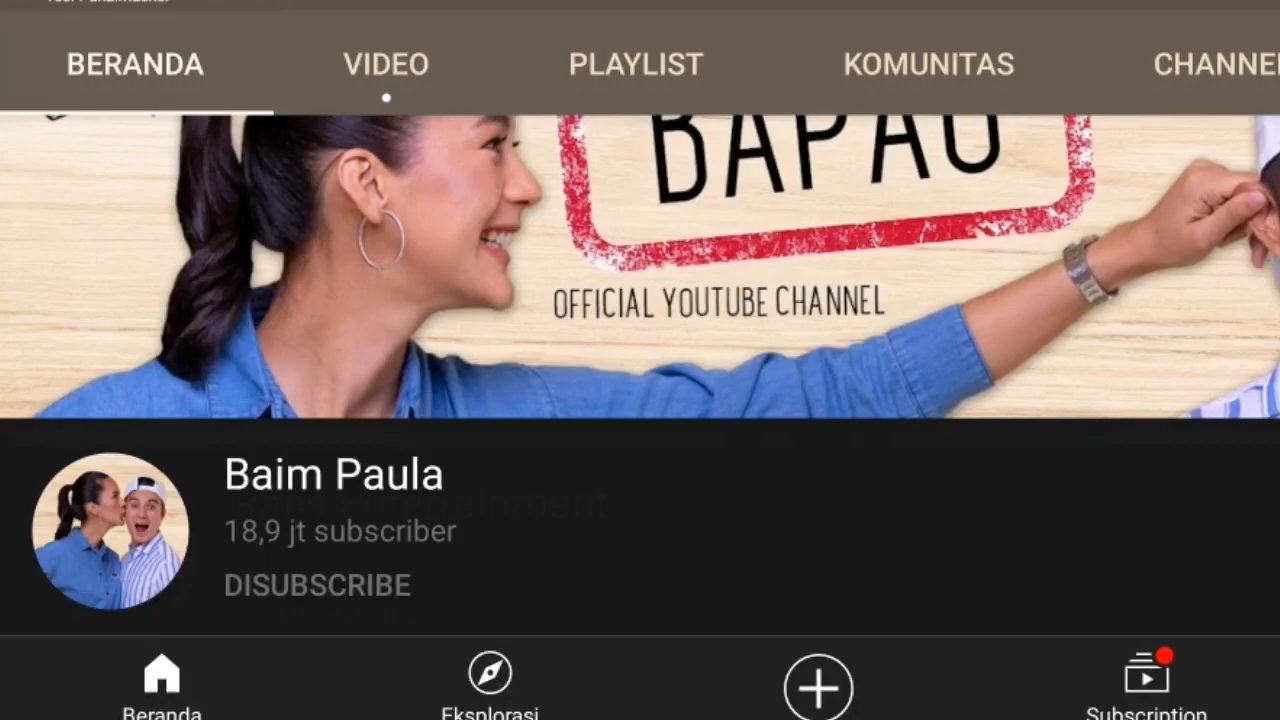 BERANDA VIDEO PLAYLIST KOMUNITAS CHANNEL
BAPAU
OFFICIAL YOUTUBE CHANNEL
Baim Paula
18,9 jt subscriber
DISUBSCRIBE
Beranda Eksplorasi Subscription